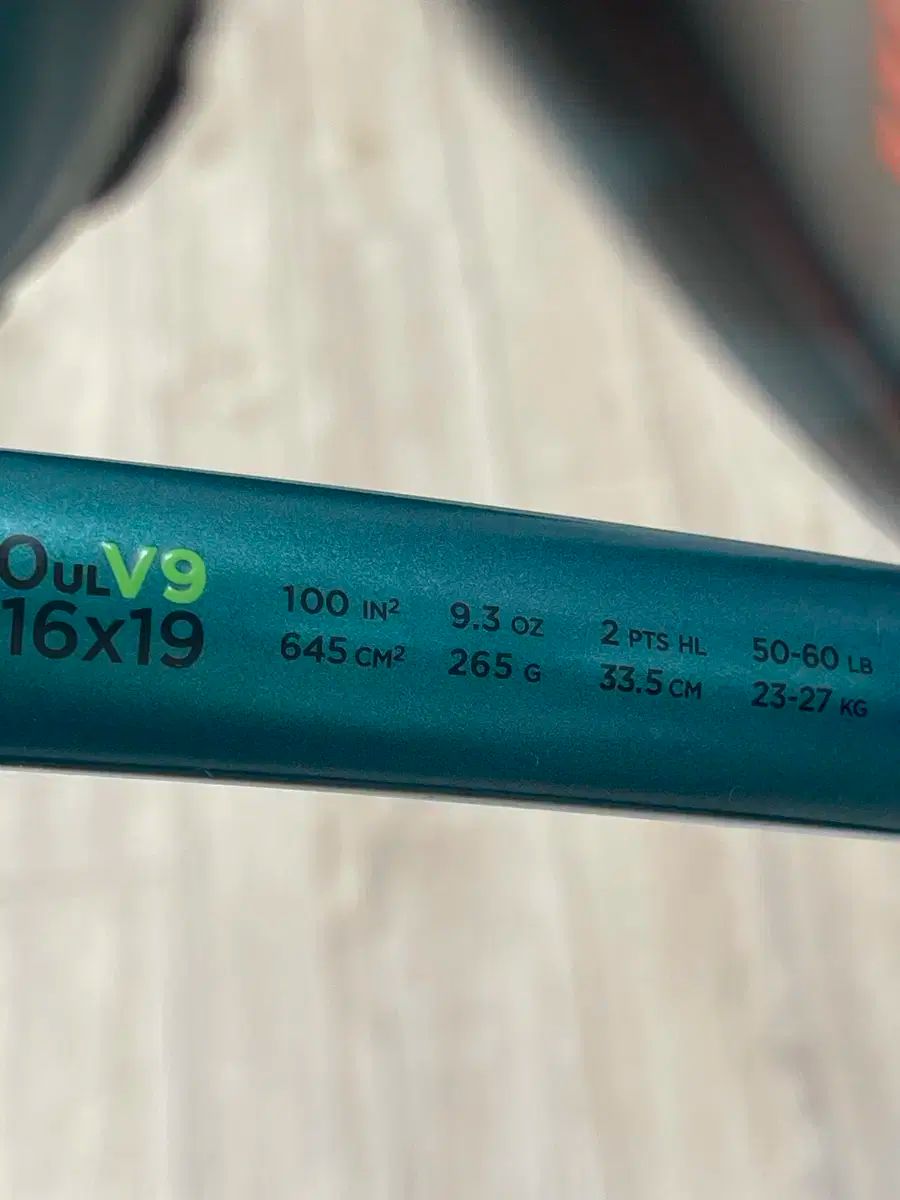 0ULV9
16x19
100 IN²
645 CM²
9.3 OZ
265 G
2 PTS HL
33.5 CM
50-60 LB
23-27 KG